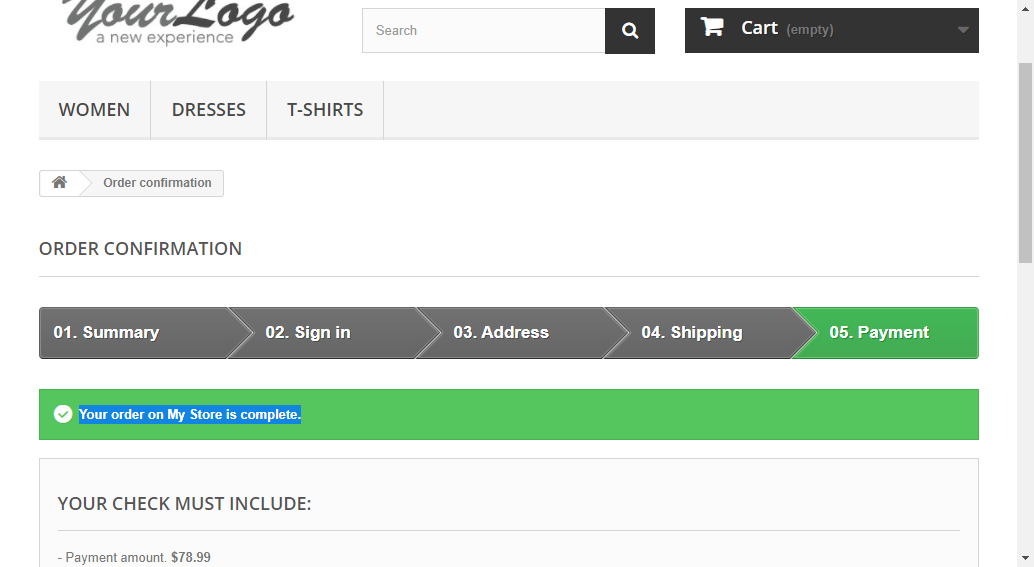 Your Logo
a new experience
Search
Cart (empty)
WOMEN
DRESSES
T-SHIRTS
Order confirmation
ORDER CONFIRMATION
01. Summary
02. Sign in
03. Address
04. Shipping
05. Payment
Your order on My Store is complete.
YOUR CHECK MUST INCLUDE:
- Payment amount. $78.99